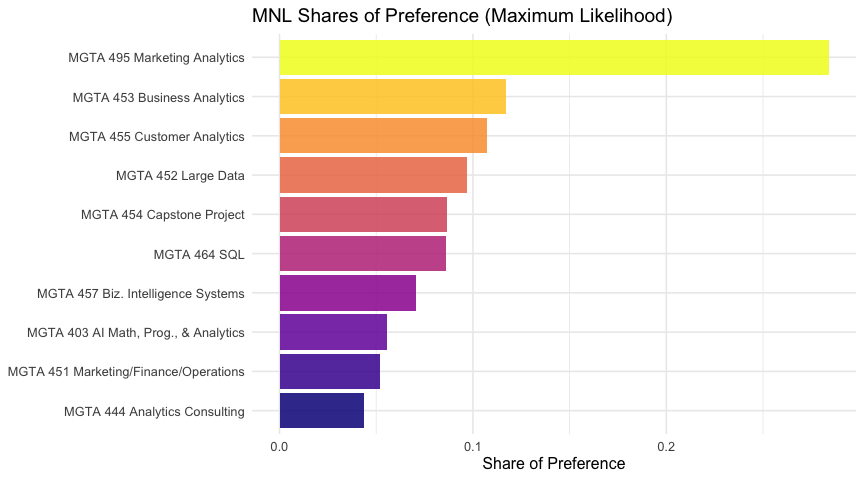 MNL Shares of Preference (Maximum Likelihood)
MGTA 495 Marketing Analytics
MGTA 453 Business Analytics
MGTA 455 Customer Analytics
MGTA 452 Large Data
MGTA 454 Capstone Project
MGTA 464 SQL
MGTA 457 Biz. Intelligence Systems
MGTA 403 AI Math, Prog., & Analytics
MGTA 451 Marketing/Finance/Operations
MGTA 444 Analytics Consulting
0.0 0.1 0.2
Share of Preference